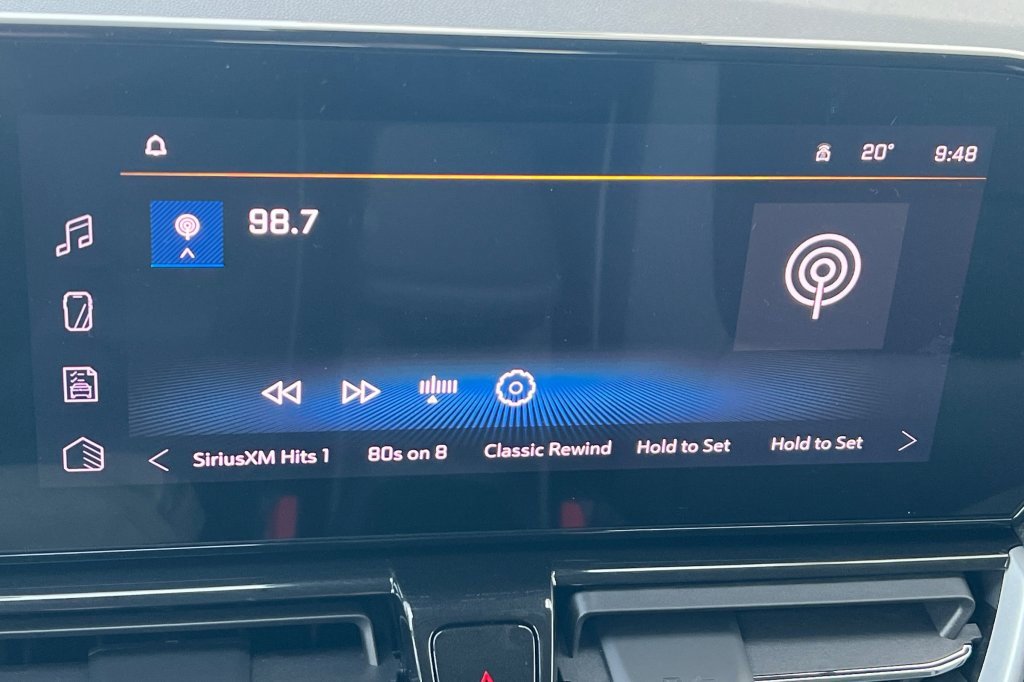 20° 9:48
98.7
SiriusXM Hits 1 80s on 8 Classic Rewind Hold to Set Hold to Set